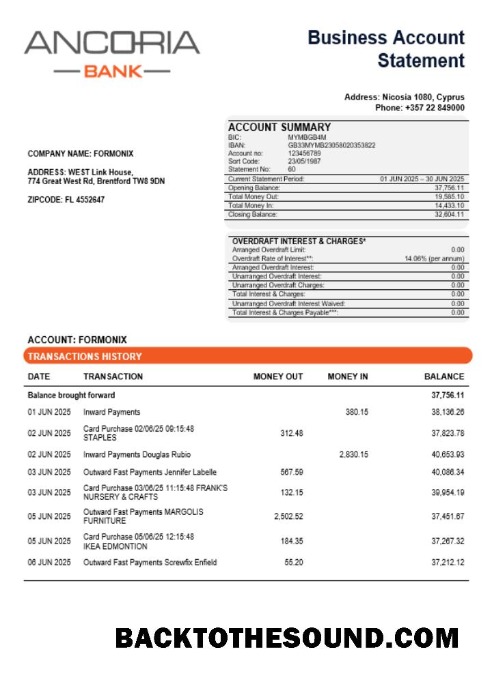 ANCORIA
BANK
Business Account
Statement
Address: Nicosia 1080, Cyprus
Phone: +357 22 849000
ACCOUNT SUMMARY
BIC: MYMBGB4M
IBAN: GB33MYMB23058020353822
Account no: 123456789
Sort Code: 23/05/1987
Statement No: 60
Current Statement Period: 01 JUN 2025 – 30 JUN 2025
Opening Balance: 37,756.11
Total Money Out: 19,585.10
Total Money In: 14,433.10
Closing Balance: 32,604.11
COMPANY NAME: FORMONIX
ADDRESS: WEST Link House,
774 Great West Rd, Brentford TW8 9DN
ZIPCODE: FL 4552647
OVERDRAFT INTEREST & CHARGES*
Arranged Overdraft Limit: 0.00
Overdraft Rate of Interest**: 14.06% (per annum)
Arranged Overdraft Interest: 0.00
Unarranged Overdraft Interest: 0.00
Unarranged Overdraft Charges: 0.00
Total Interest & Charges: 0.00
Unarranged Overdraft Interest Waived: 0.00
Total Interest & Charges Payable***: 0.00
ACCOUNT: FORMONIX
TRANSACTIONS HISTORY
DATE TRANSACTION MONEY OUT MONEY IN BALANCE
Balance brought forward 37,756.11
01 JUN 2025 Inward Payments 380.15 38,136.26
02 JUN 2025 Card Purchase 02/06/25 09:15:48 312.48 37,823.78
STAPLES
02 JUN 2025 Inward Payments Douglas Rubio 2,830.15 40,653.93
03 JUN 2025 Outward Fast Payments Jennifer Labelle 567.59 40,086.34
03 JUN 2025 Card Purchase 03/06/25 11:15:48 FRANK'S 132.15 39,954.19
NURSERY & CRAFTS
05 JUN 2025 Outward Fast Payments MARGOLIS 2,502.52 37,451.67
FURNITURE
05 JUN 2025 Card Purchase 05/06/25 12:15:48 184.35 37,267.32
IKEA EDMONTION
06 JUN 2025 Outward Fast Payments Screwfix Enfield 55.20 37,212.12
BACKTOTHESOUND.COM